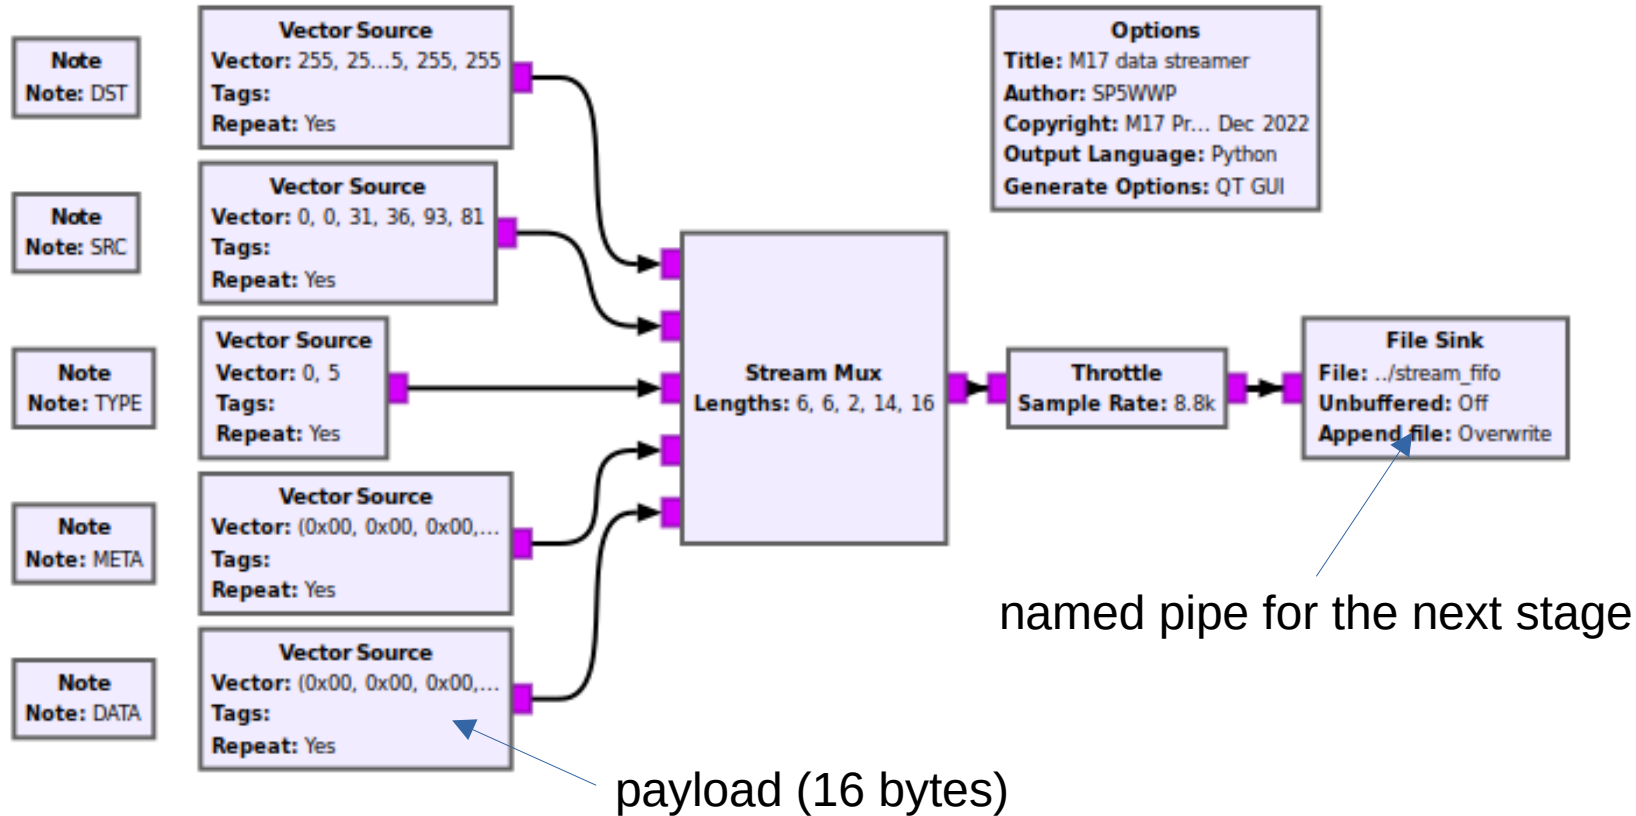 Note
Note: DST
Vector Source
Vector: 255, 25...5, 255, 255
Tags:
Repeat: Yes
Options
Title: M17 data streamer
Author: SP5WWP
Copyright: M17 Pr... Dec 2022
Output Language: Python
Generate Options: QT GUI
Note
Note: SRC
Vector Source
Vector: 0, 0, 31, 36, 93, 81
Tags:
Repeat: Yes
Note
Note: TYPE
Vector Source
Vector: 0, 5
Tags:
Repeat: Yes
Stream Mux
Lengths: 6, 6, 2, 14, 16
Throttle
Sample Rate: 8.8k
File Sink
File: ../stream_fifo
Unbuffered: Off
Append file: Overwrite
Note
Note: META
Vector Source
Vector: (0x00, 0x00, 0x00,...
Tags:
Repeat: Yes
named pipe for the next stage
Note
Note: DATA
Vector Source
Vector: (0x00, 0x00, 0x00,...
Tags:
Repeat: Yes
payload (16 bytes)